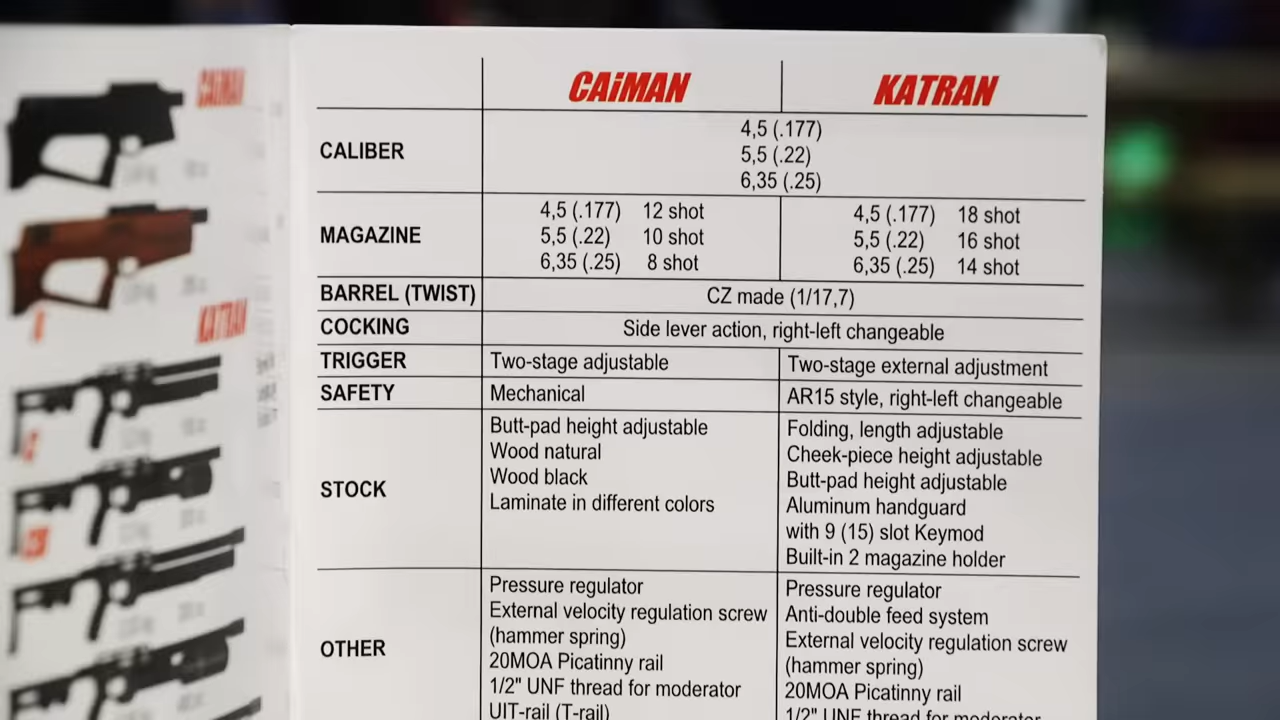 CAiMAN
KATRAN
CAiMAN KATRAN
CALIBER
4,5 (.177)
5,5 (.22)
6,35 (.25)
MAGAZINE
4,5 (.177) 12 shot
5,5 (.22) 10 shot
6,35 (.25) 8 shot
4,5 (.177) 18 shot
5,5 (.22) 16 shot
6,35 (.25) 14 shot
BARREL (TWIST) CZ made (1/17,7)
COCKING Side lever action, right-left changeable
TRIGGER Two-stage adjustable Two-stage external adjustment
SAFETY Mechanical AR15 style, right-left changeable
STOCK
Butt-pad height adjustable
Wood natural
Wood black
Laminate in different colors
Folding, length adjustable
Cheek-piece height adjustable
Butt-pad height adjustable
Aluminum handguard
with 9 (15) slot Keymod
Built-in 2 magazine holder
OTHER
Pressure regulator
External velocity regulation screw
(hammer spring)
20MOA Picatinny rail
1/2" UNF thread for moderator
UIT-rail (T-rail)
Pressure regulator
Anti-double feed system
External velocity regulation screw
(hammer spring)
20MOA Picatinny rail
1/2" UNF thread for moderator